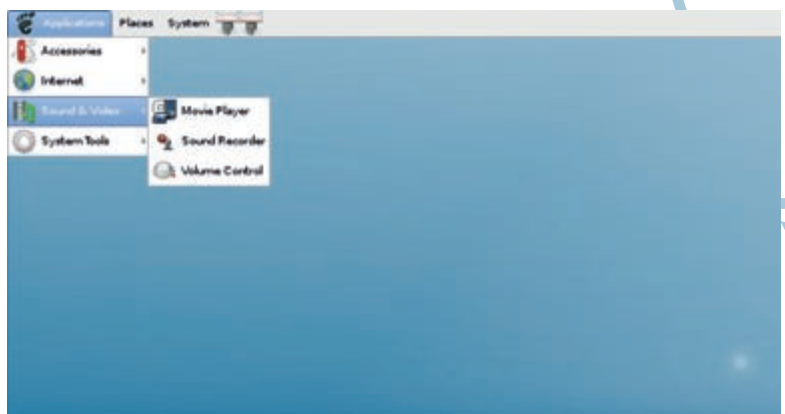 Applications Places System
Accessories
Internet
Sound & Video
System Tools
Movie Player
Sound Recorder
Volume Control